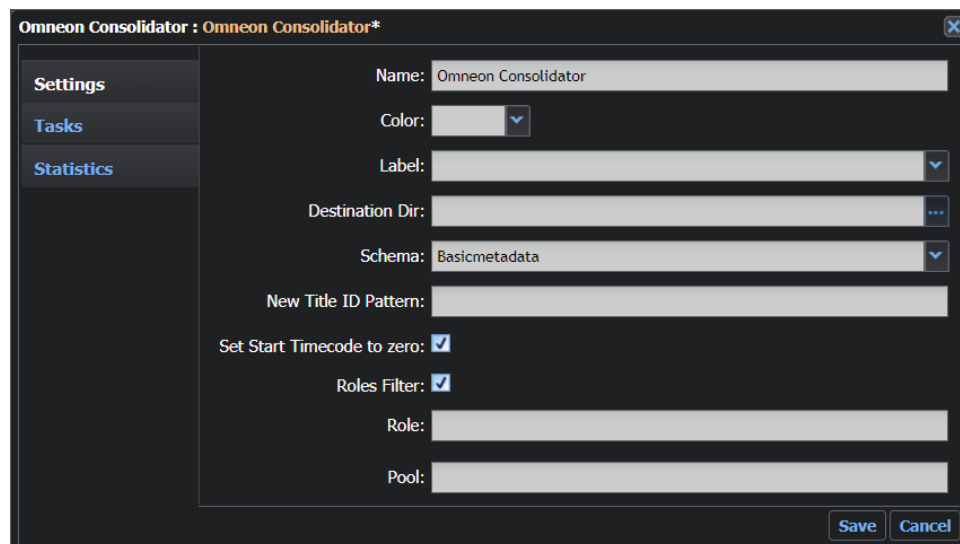 Omneon Consolidator : Omneon Consolidator*
Settings
Tasks
Statistics
Name: Omneon Consolidator
Color:
Label:
Destination Dir:
Schema: Basicmetadata
New Title ID Pattern:
Set Start Timecode to zero:
Roles Filter:
Role:
Pool:
Save Cancel